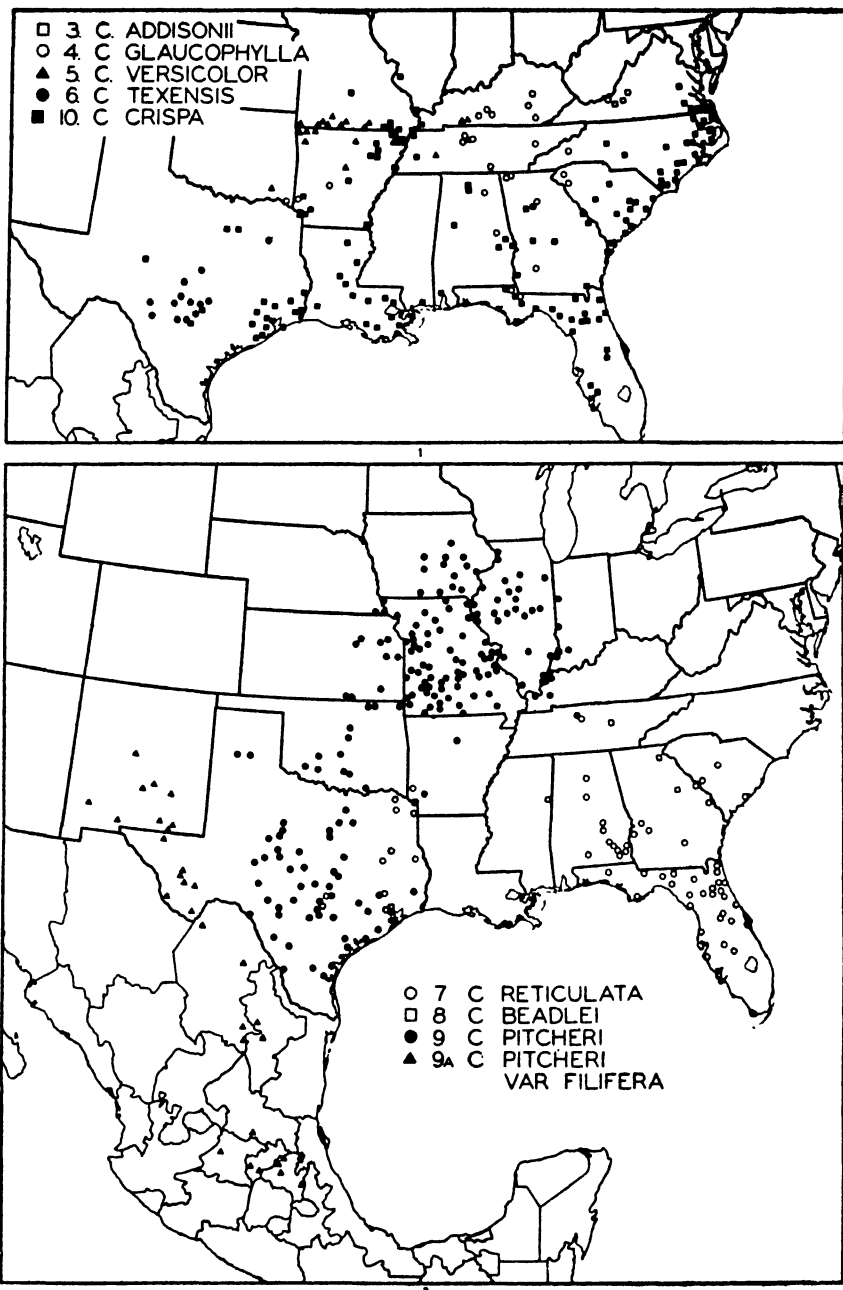 □ 3. C. ADDISONII
○ 4. C. GLAUCOPHYLLA
▲ 5. C. VERSICOLOR
● 6. C TEXENSIS
■ 10. C CRISPA
1
○ 7 C RETICULATA
□ 8 C BEADLEI
● 9 C PITCHERI
▲ 9A C PITCHERI
VAR FILIFERA